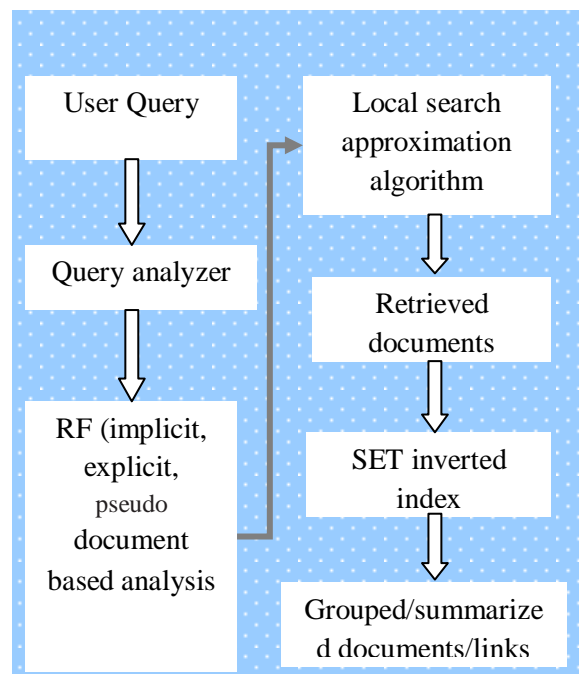 User Query
Query analyzer
RF (implicit,
explicit,
pseudo
document
based analysis
Local search
approximation
algorithm
Retrieved
documents
SET inverted
index
Grouped/summarize
d documents/links